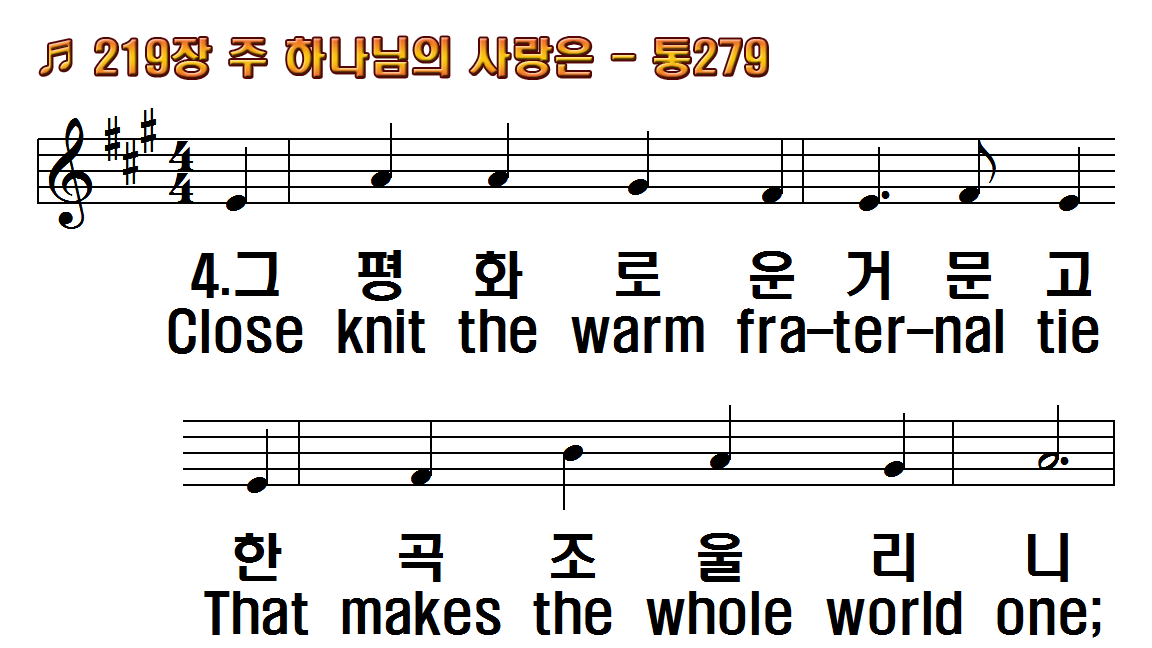 ♬ 219장 주 하나님의 사랑은 - 통279
4.그 평 화 로 운 거 문 고
Close knit the warm fra-ter-nal tie
한 곡 조 울 리 니
That makes the whole world one;